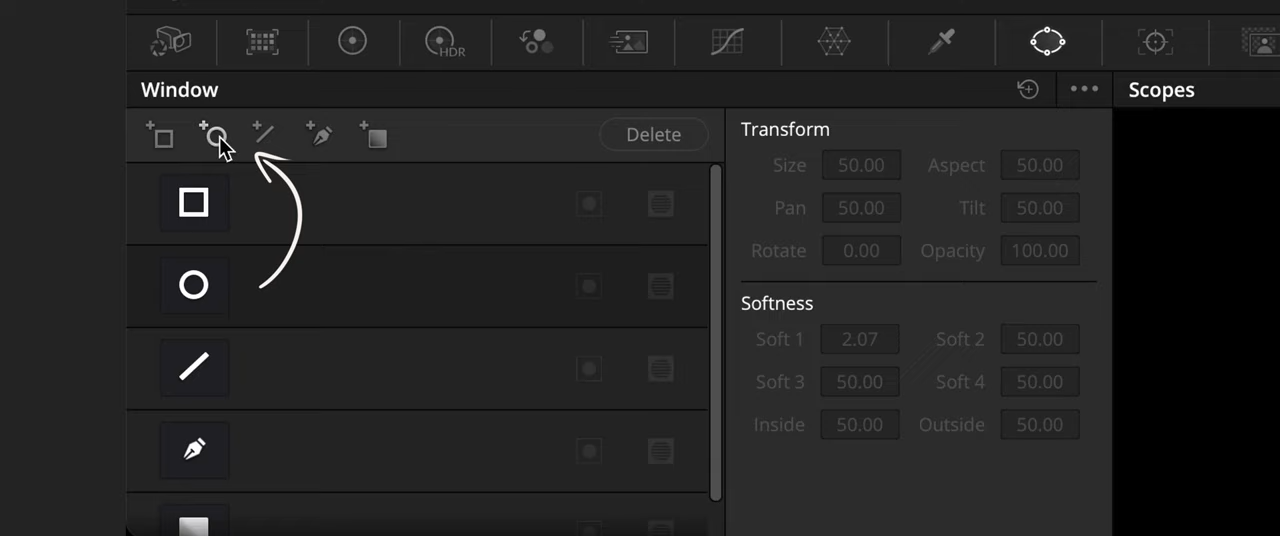 HDR
Window
Scopes
Delete
Transform
Size 50.00 Aspect 50.00
Pan 50.00 Tilt 50.00
Rotate 0.00 Opacity 100.00
Softness
Soft 1 2.07 Soft 2 50.00
Soft 3 50.00 Soft 4 50.00
Inside 50.00 Outside 50.00